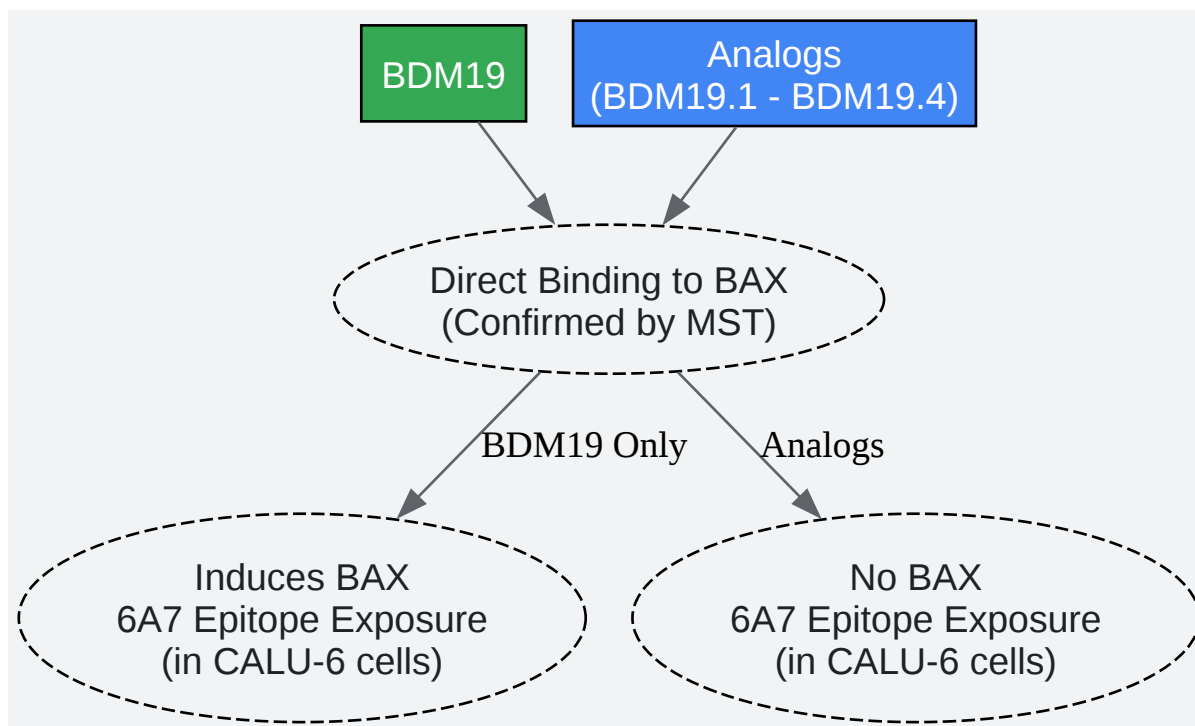 BDM19
Analogs
(BDM19.1 - BDM19.4)
Direct Binding to BAX
(Confirmed by MST)
BDM19 Only
Analogs
Induces BAX
6A7 Epitope Exposure
(in CALU-6 cells)
No BAX
6A7 Epitope Exposure
(in CALU-6 cells)